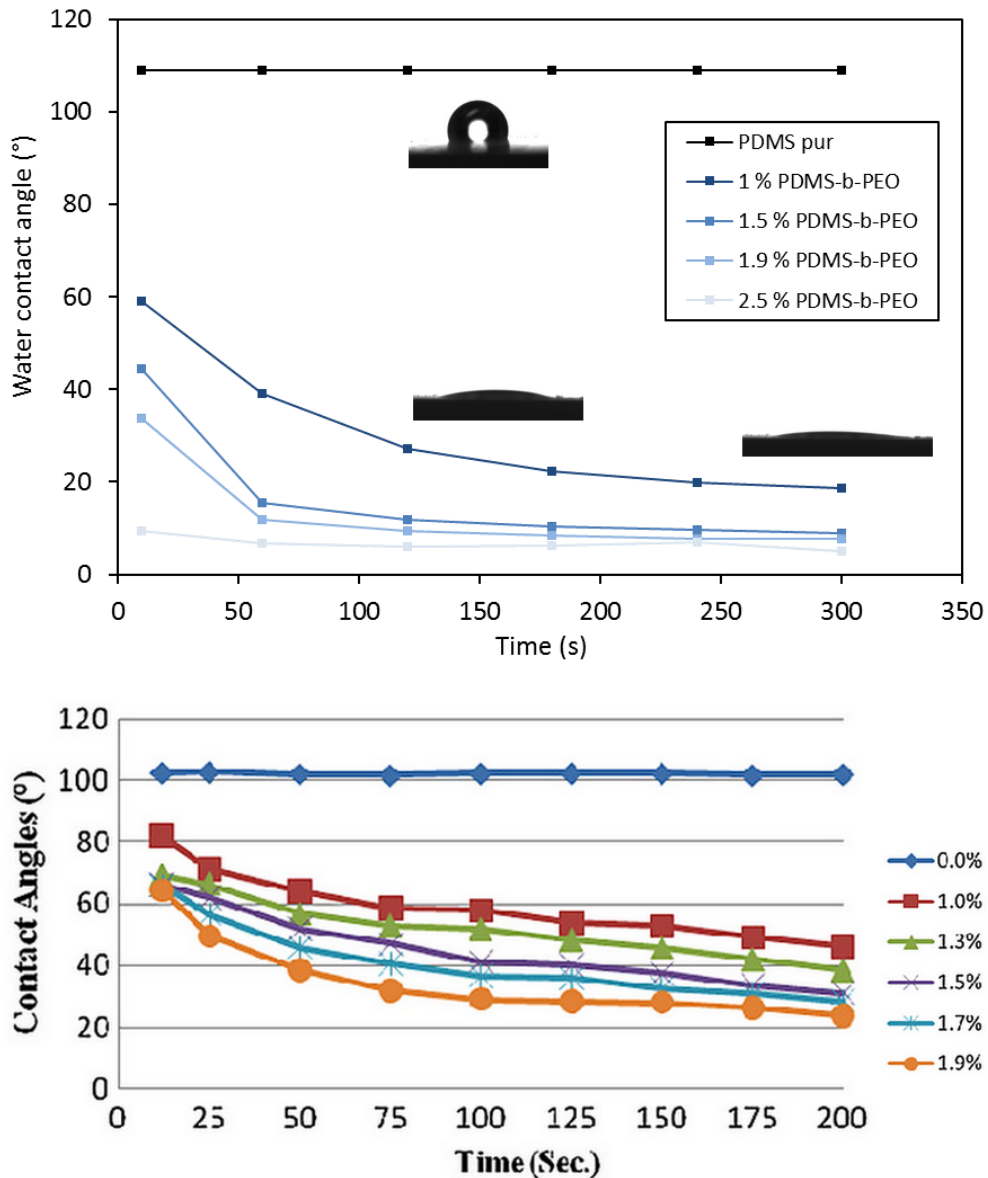 120
100
80
60
40
20
0
Water contact angle (°)
PDMS pur
1 % PDMS-b-PEO
1.5 % PDMS-b-PEO
1.9 % PDMS-b-PEO
2.5 % PDMS-b-PEO
0 50 100 150 200 250 300 350
Time (s)
120
100
80
60
40
20
0
Contact Angles (°)
0.0%
1.0%
1.3%
1.5%
1.7%
1.9%
0 25 50 75 100 125 150 175 200
Time (Sec.)